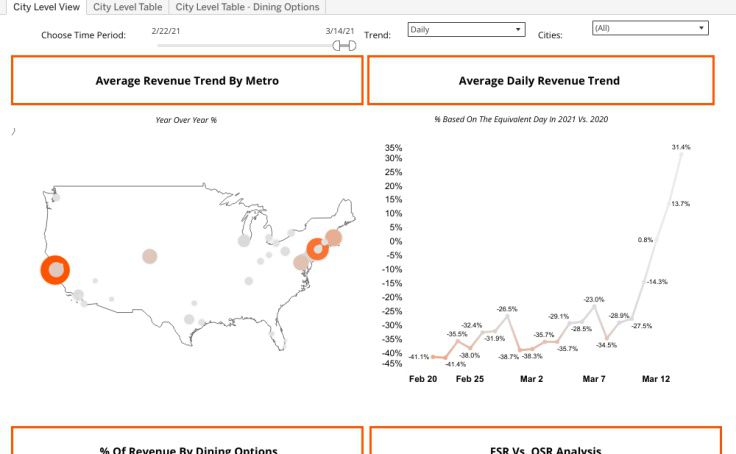 City Level View
City Level Table
City Level Table - Dining Options
Choose Time Period:
2/22/21
3/14/21
Trend:
Daily
Cities:
(All)
Average Revenue Trend By Metro
Average Daily Revenue Trend
Year Over Year %
% Based On The Equivalent Day In 2021 Vs. 2020
)
35%
30%
25%
20%
15%
10%
5%
0%
-5%
-10%
-15%
-20%
-25%
-30%
-35%
-40%
-45%
31.4%
13.7%
0.8%
-14.3%
-23.0%
-26.5%
-29.1%
-28.9%
-32.4%
-28.5%
-27.5%
-35.5%
-31.9%
-35.7%
-34.5%
-41.1%
-38.0%
-38.7%
-38.3%
-35.7%
-41.4%
Feb 20
Feb 25
Mar 2
Mar 7
Mar 12
% Of Revenue By Dining Options
FSR Vs. QSR Analysis